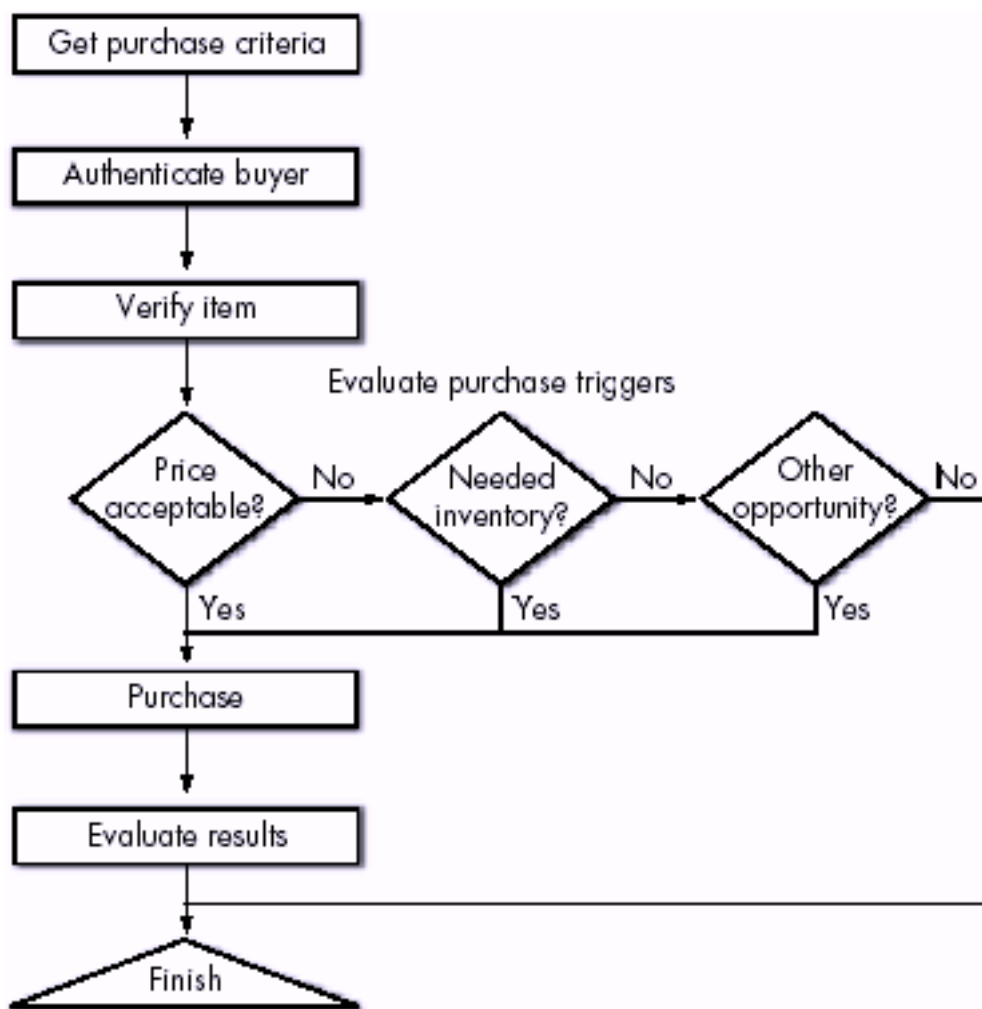 Get purchase criteria
Authenticate buyer
Verify item
Evaluate purchase triggers
Price
acceptable?
No
Needed
inventory?
No
Other
opportunity?
No
Yes
Yes
Yes
Purchase
Evaluate results
Finish